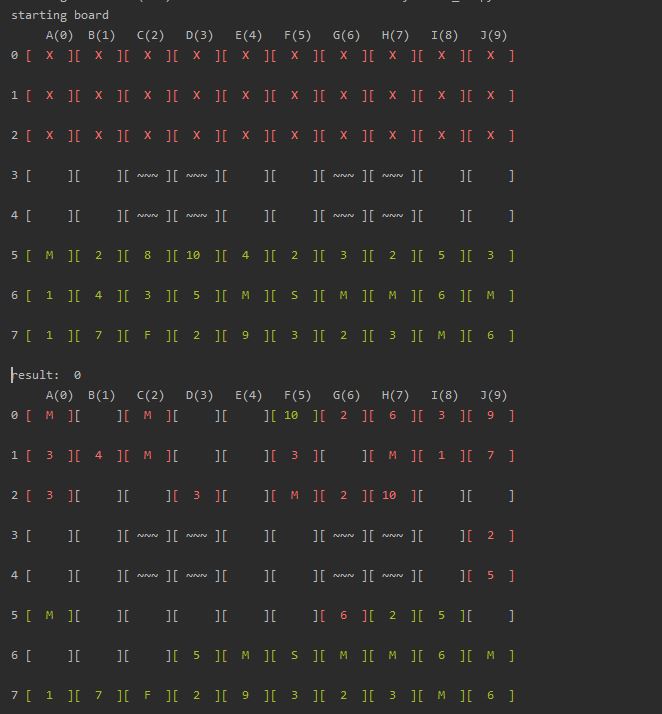 starting board
A(0) B(1) C(2) D(3) E(4) F(5) G(6) H(7) I(8) J(9)
0 [ X ][ X ][ X ][ X ][ X ][ X ][ X ][ X ][ X ][ X ]
1 [ X ][ X ][ X ][ X ][ X ][ X ][ X ][ X ][ X ][ X ]
2 [ X ][ X ][ X ][ X ][ X ][ X ][ X ][ X ][ X ][ X ]
3 [   ][   ][ ~~~ ][ ~~~ ][   ][   ][ ~~~ ][ ~~~ ][   ][   ]
4 [   ][   ][ ~~~ ][ ~~~ ][   ][   ][ ~~~ ][ ~~~ ][   ][   ]
5 [ M ][ 2 ][ 8 ][ 10 ][ 4 ][ 2 ][ 3 ][ 2 ][ 5 ][ 3 ]
6 [ 1 ][ 4 ][ 3 ][ 5 ][ M ][ S ][ M ][ M ][ 6 ][ M ]
7 [ 1 ][ 7 ][ F ][ 2 ][ 9 ][ 3 ][ 2 ][ 3 ][ M ][ 6 ]
result:  0
A(0) B(1) C(2) D(3) E(4) F(5) G(6) H(7) I(8) J(9)
0 [ M ][   ][ M ][   ][   ][ 10 ][ 2 ][ 6 ][ 3 ][ 9 ]
1 [ 3 ][ 4 ][ M ][   ][   ][ 3 ][   ][ M ][ 1 ][ 7 ]
2 [ 3 ][   ][   ][ 3 ][   ][ M ][ 2 ][ 10 ][   ][   ]
3 [   ][   ][ ~~~ ][ ~~~ ][   ][   ][ ~~~ ][ ~~~ ][   ][ 2 ]
4 [   ][   ][ ~~~ ][ ~~~ ][   ][   ][ ~~~ ][ ~~~ ][   ][ 5 ]
5 [ M ][   ][   ][   ][   ][   ][ 6 ][ 2 ][ 5 ][   ]
6 [   ][   ][   ][ 5 ][ M ][ S ][ M ][ M ][ 6 ][ M ]
7 [ 1 ][ 7 ][ F ][ 2 ][ 9 ][ 3 ][ 2 ][ 3 ][ M ][ 6 ]